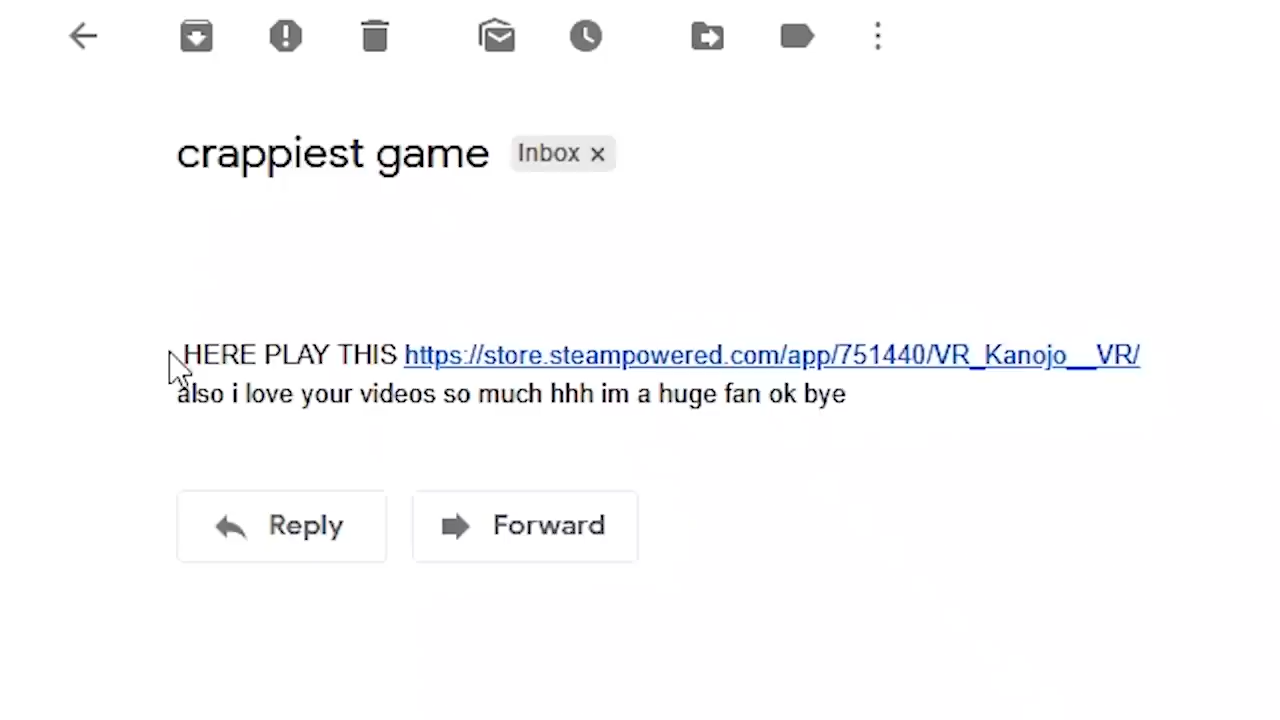 crappiest game Inbox x
HERE PLAY THIS https://store.steampowered.com/app/751440/VR_Kanojo__VR/
also i love your videos so much hhh im a huge fan ok bye
Reply Forward